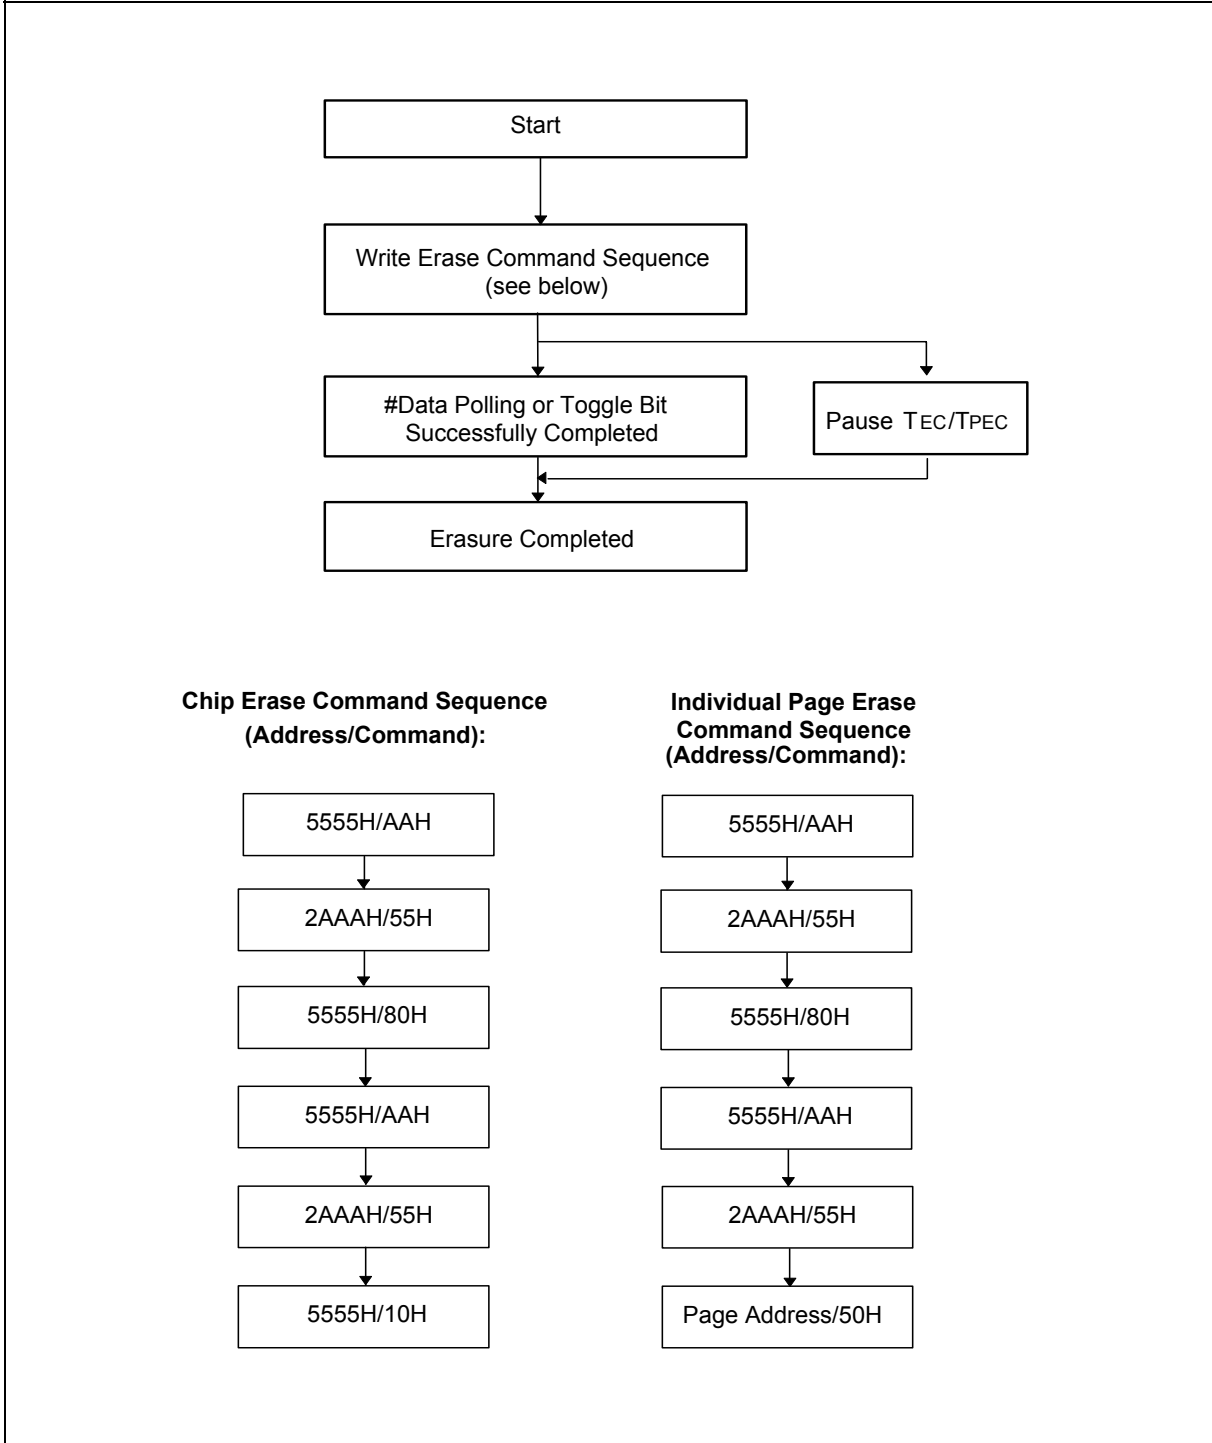 Start
Write Erase Command Sequence
(see below)
#Data Polling or Toggle Bit
Successfully Completed
Pause TEC/TPEC
Erasure Completed
Chip Erase Command Sequence
(Address/Command):
5555H/AAH
2AAAH/55H
5555H/80H
5555H/AAH
2AAAH/55H
5555H/10H
Individual Page Erase
Command Sequence
(Address/Command):
5555H/AAH
2AAAH/55H
5555H/80H
5555H/AAH
2AAAH/55H
Page Address/50H